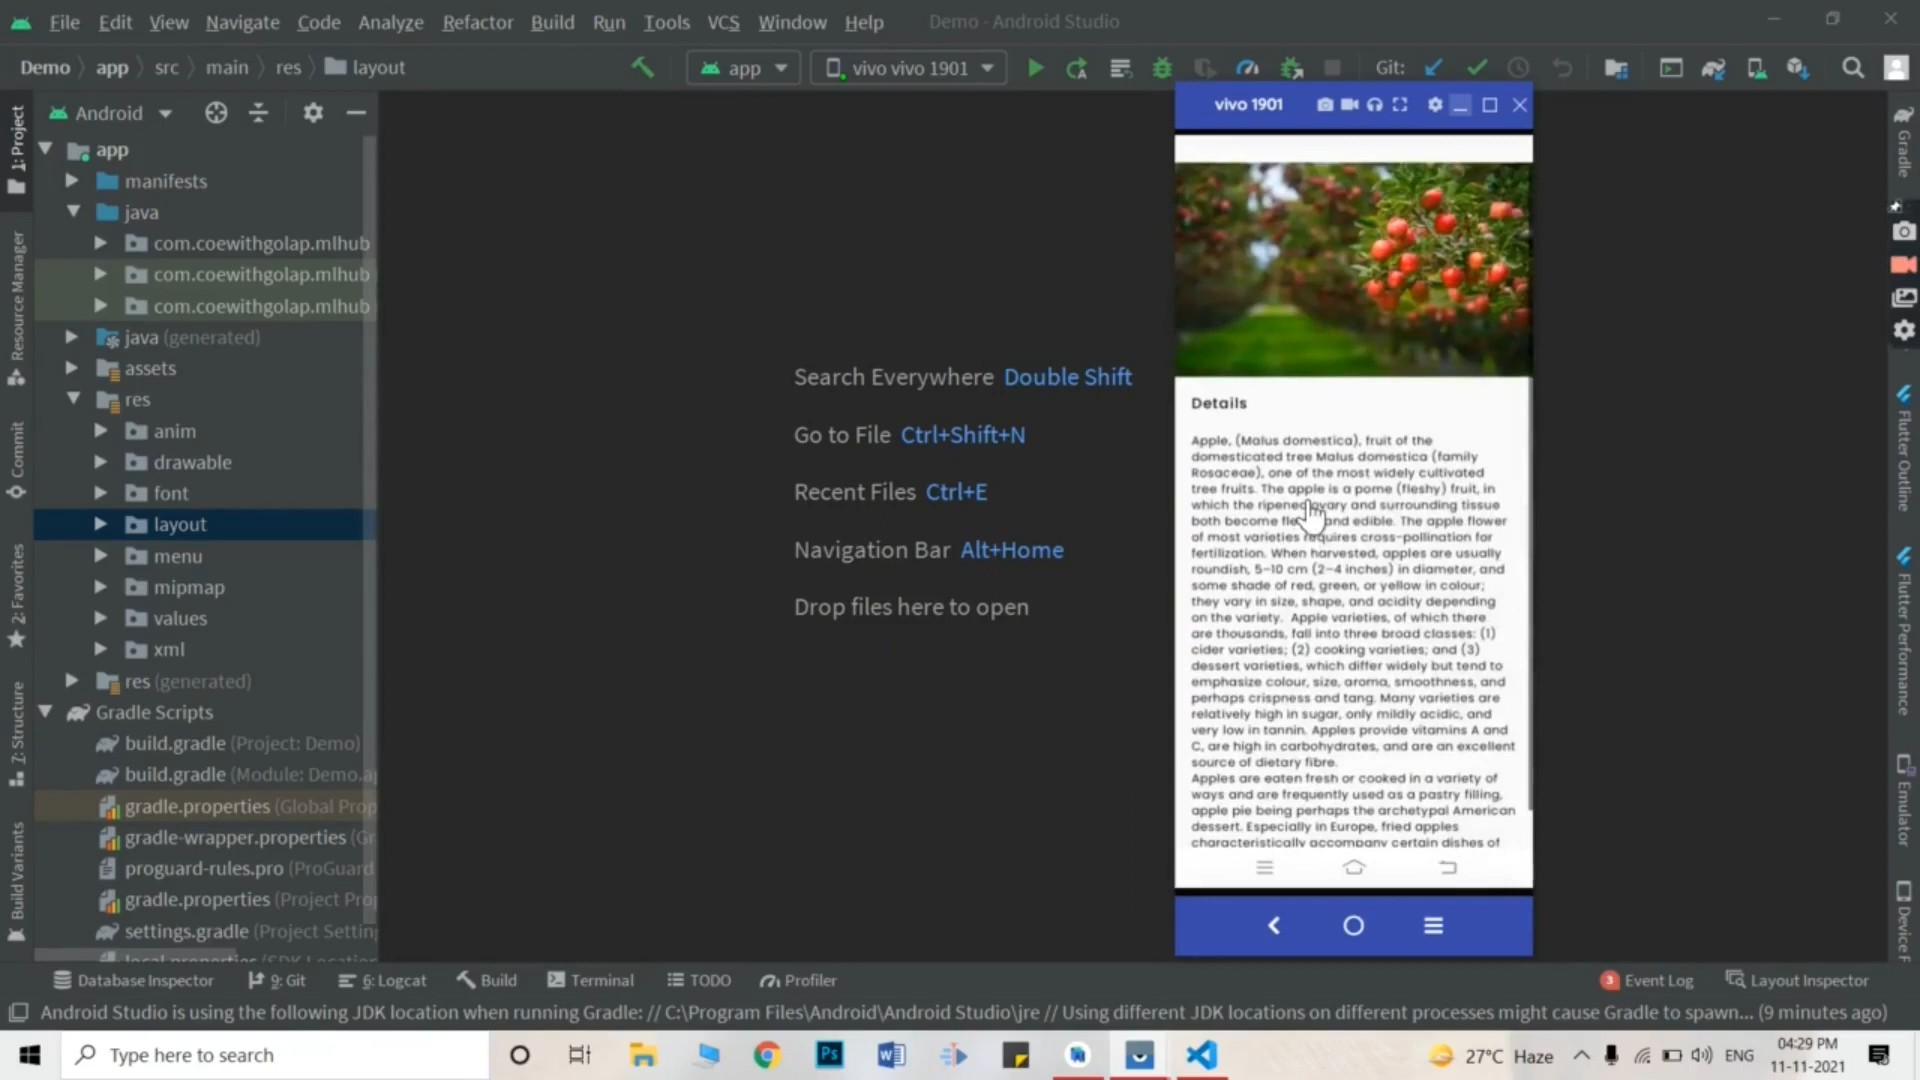 File Edit View Navigate Code Analyze Refactor Build Run Tools VCS Window Help Demo - Android Studio
Demo app src main res layout
app
vivo vivo 1901
Git:
Android
1: Project
Resource Manager
Commit
2: Favorites
7: Structure
Build Variants
app
manifests
java
com.coewithgolap.mlhub
com.coewithgolap.mlhub
com.coewithgolap.mlhub
java (generated)
assets
res
anim
drawable
font
layout
menu
mipmap
values
xml
res (generated)
Gradle Scripts
build.gradle (Project: Demo)
build.gradle (Module: Demo.a
gradle.properties (Global Prop
gradle-wrapper.properties (Gr
proguard-rules.pro (ProGuard
gradle.properties (Project Pro
settings.gradle (Project Settin
Search Everywhere Double Shift
Go to File Ctrl+Shift+N
Recent Files Ctrl+E
Navigation Bar Alt+Home
Drop files here to open
vivo 1901
Details
Apple, (Malus domestica), fruit of the
domesticated tree Malus domestica (family
Rosaceae), one of the most widely cultivated
tree fruits. The apple is a pome (fleshy) fruit, in
which the ripened ovary and surrounding tissue
both become and edible. The apple flower
of most varieties requires cross-pollination for
fertilization. When harvested, apples are usually
roundish, 5-10 cm (2-4 inches) in diameter, and
some shade of red, green, or yellow in colour;
they vary in size, shape, and acidity depending
on the variety. Apple varieties, of which there
are thousands, fall into three broad classes: (1)
cider varieties; (2) cooking varieties; and (3)
dessert varieties, which differ widely but tend to
emphasize colour, size, aroma, smoothness, and
perhaps crispness and tang. Many varieties are
relatively high in sugar, only mildly acidic, and
very low in tannin. Apples provide vitamins A and
C, are high in carbohydrates, and are an excellent
source of dietary fibre.
Apples are eaten fresh or cooked in a variety of
ways and are frequently used as a pastry filling,
apple pie being perhaps the archetypal American
dessert. Especially in Europe, fried apples
characteristically accompany certain dishes of
Gradle
Flutter Outline
Flutter Performance
Emulator
Device F
Database Inspector 9: Git 6: Logcat Build Terminal TODO Profiler 3 Event Log Layout Inspector
Android Studio is using the following JDK location when running Gradle: // C:\Program Files\Android\Android Studio\jre // Using different JDK locations on different processes might cause Gradle to spawn... (9 minutes ago)
Type here to search
Ps
27°C Haze
ENG
04:29 PM
11-11-2021